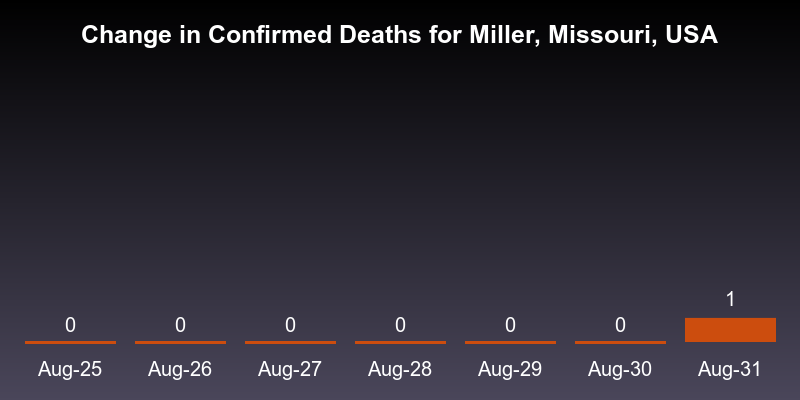 Change in Confirmed Deaths for Miller, Missouri, USA
0 0 0 0 0 0 1
Aug-25 Aug-26 Aug-27 Aug-28 Aug-29 Aug-30 Aug-31